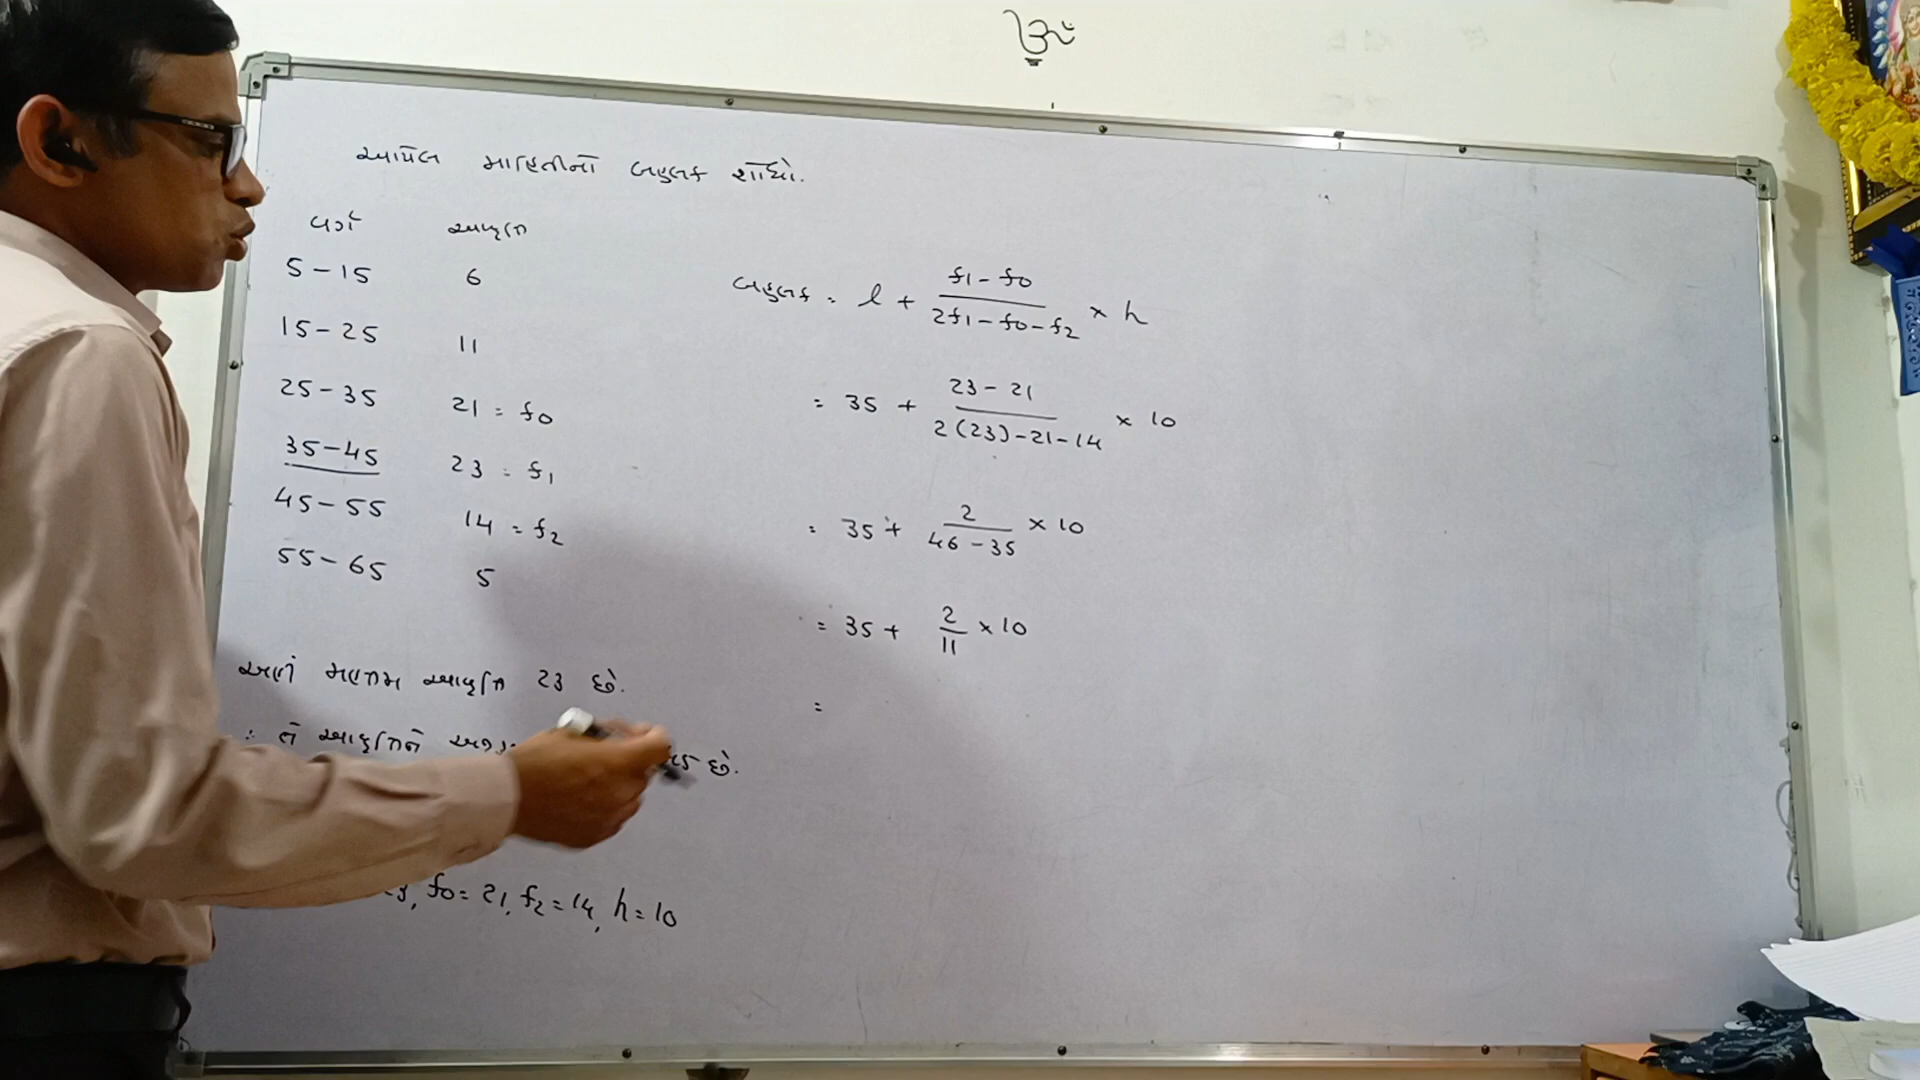 ૐ
આપેલ માહિતીનો બહુલક શોધો.
વર્ગ આવૃત્તિ
5 - 15 6
15 - 25 11
25 - 35 21 = f0
35 - 45 23 = f1
45 - 55 14 = f2
55 - 65 5
અહીં મહત્તમ આવૃત્તિ 23 છે.
∴ તે આવૃત્તિને છે.
f0 = 21, f2 = 14, h = 10
બહુલક = l + (f1 - f0) / (2f1 - f0 - f2) × h
= 35 + (23 - 21) / (2(23) - 21 - 14) × 10
= 35 + 2 / (46 - 35) × 10
= 35 + 2/11 × 10
=